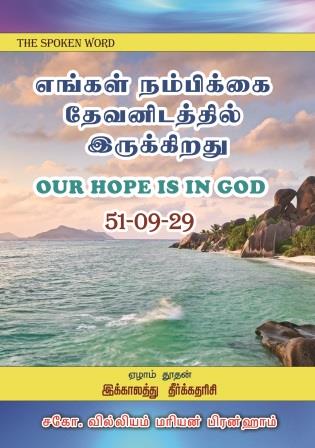 THE SPOKEN WORD
எங்கள் நம்பிக்கை
தேவனிடத்தில்
இருக்கிறது
OUR HOPE IS IN GOD
51-09-29
ஏழாம் தூதன்
இக்காலத்து தீர்க்கதரிசி
சகோ. வில்லியம் மரியன் பிரன்ஹாம்